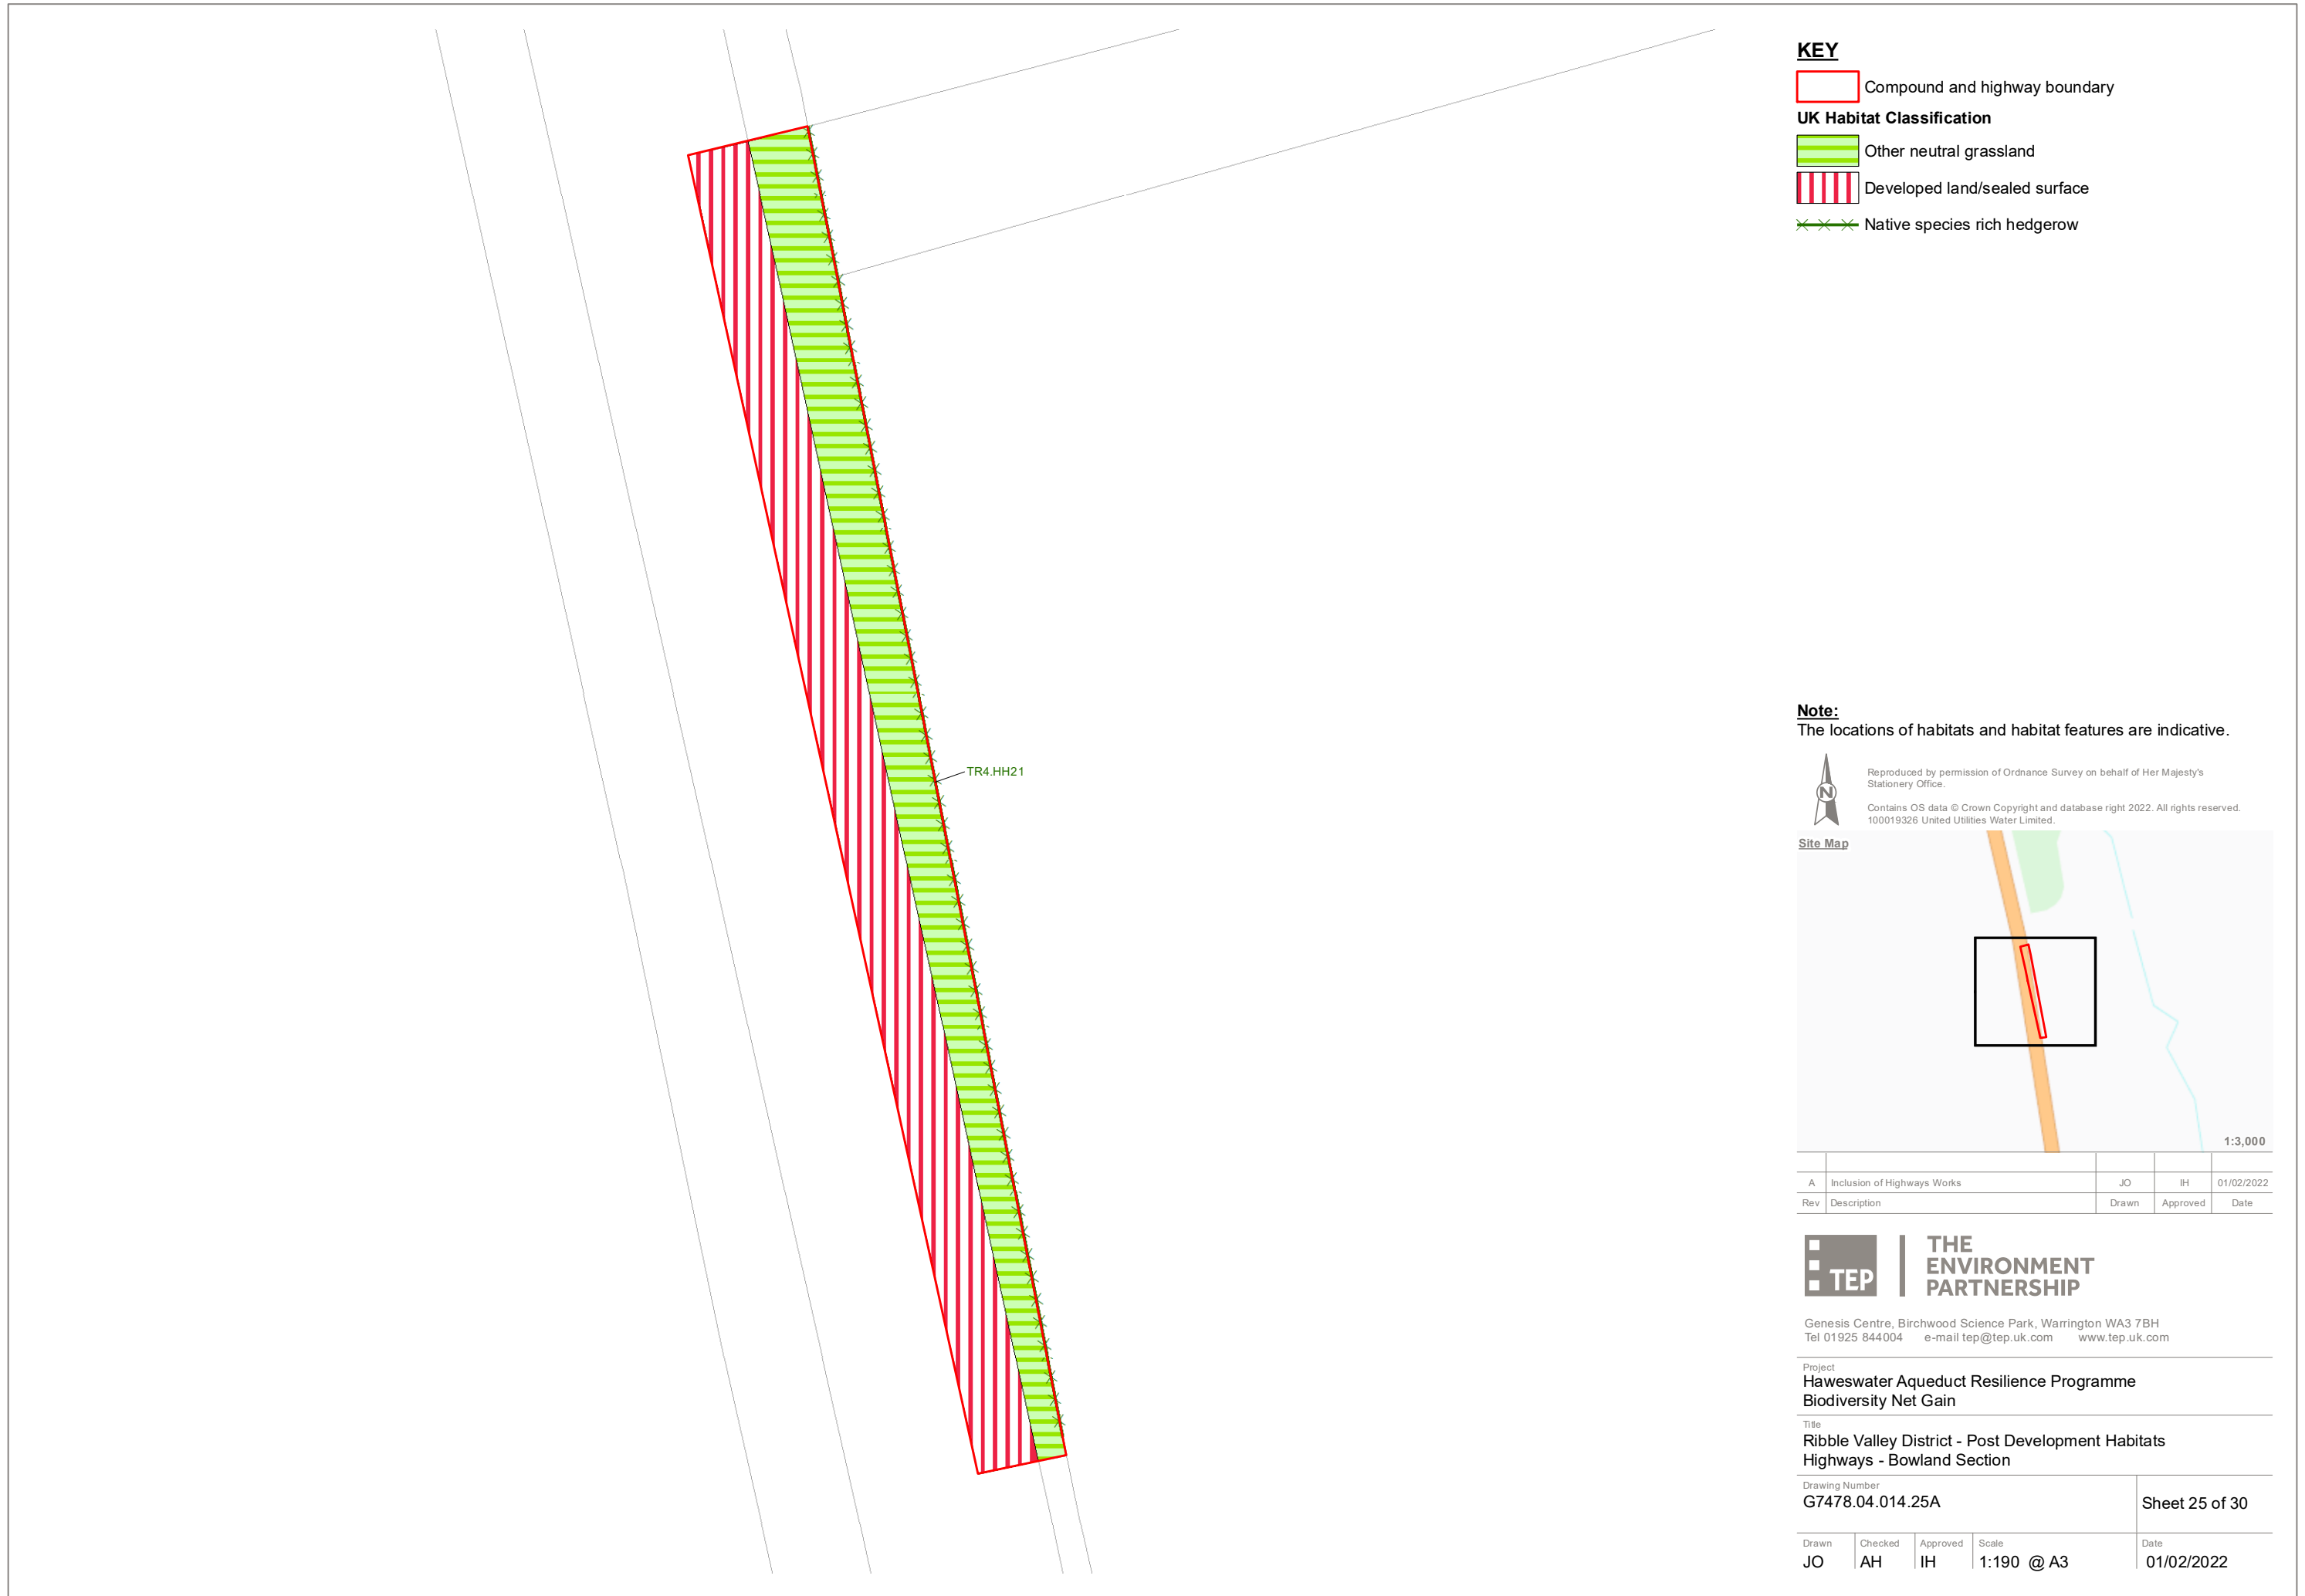 KEY
Compound and highway boundary
UK Habitat Classification
Other neutral grassland
Developed land/sealed surface
Native species rich hedgerow
TR4.HH21
Note:
The locations of habitats and habitat features are indicative.
N
Reproduced by permission of Ordnance Survey on behalf of Her Majesty's
Stationery Office.
Contains OS data © Crown Copyright and database right 2022. All rights reserved.
100019326 United Utilities Water Limited.
Site Map
1:3,000
A Inclusion of Highways Works JO IH 01/02/2022
Rev Description Drawn Approved Date
TEP
THE
ENVIRONMENT
PARTNERSHIP
Genesis Centre, Birchwood Science Park, Warrington WA3 7BH
Tel 01925 844004 e-mail tep@tep.uk.com www.tep.uk.com
Project
Haweswater Aqueduct Resilience Programme
Biodiversity Net Gain
Title
Ribble Valley District - Post Development Habitats
Highways - Bowland Section
Drawing Number
G7478.04.014.25A
Sheet 25 of 30
Drawn Checked Approved Scale Date
JO AH IH 1:190 @ A3 01/02/2022